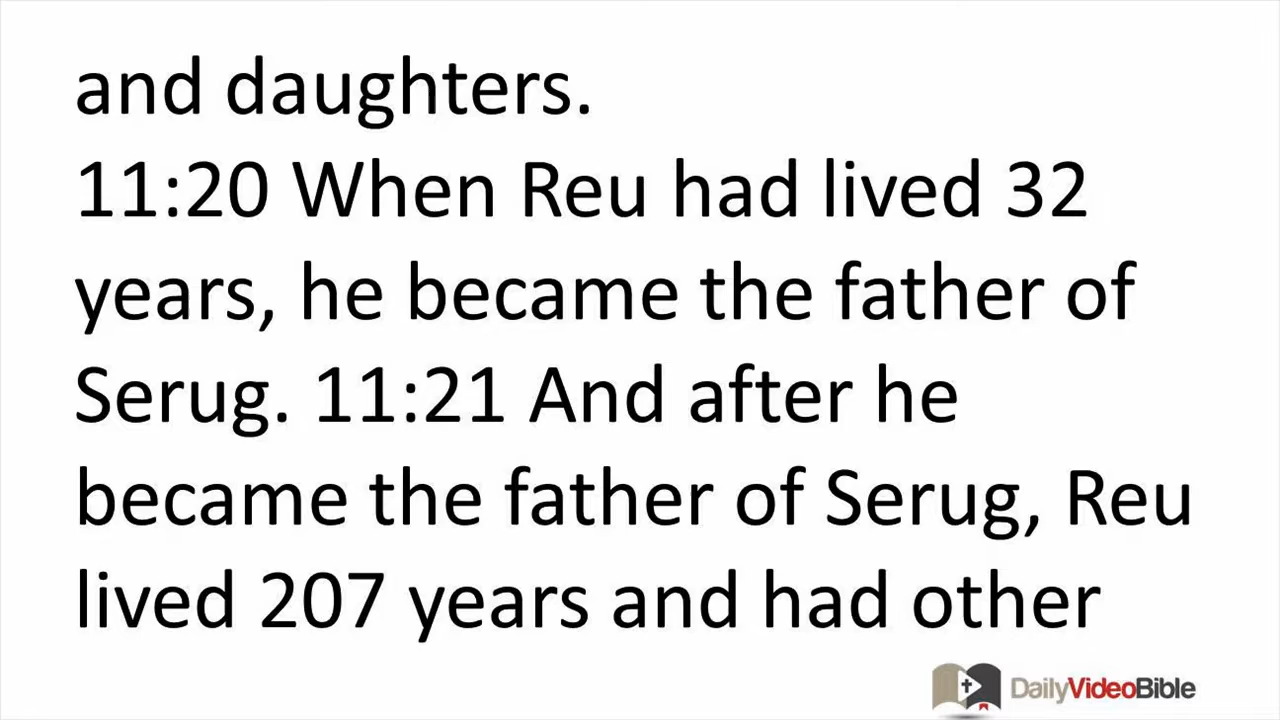 and daughters.
11:20 When Reu had lived 32
years, he became the father of
Serug. 11:21 And after he
became the father of Serug, Reu
lived 207 years and had other
DailyVideoBible